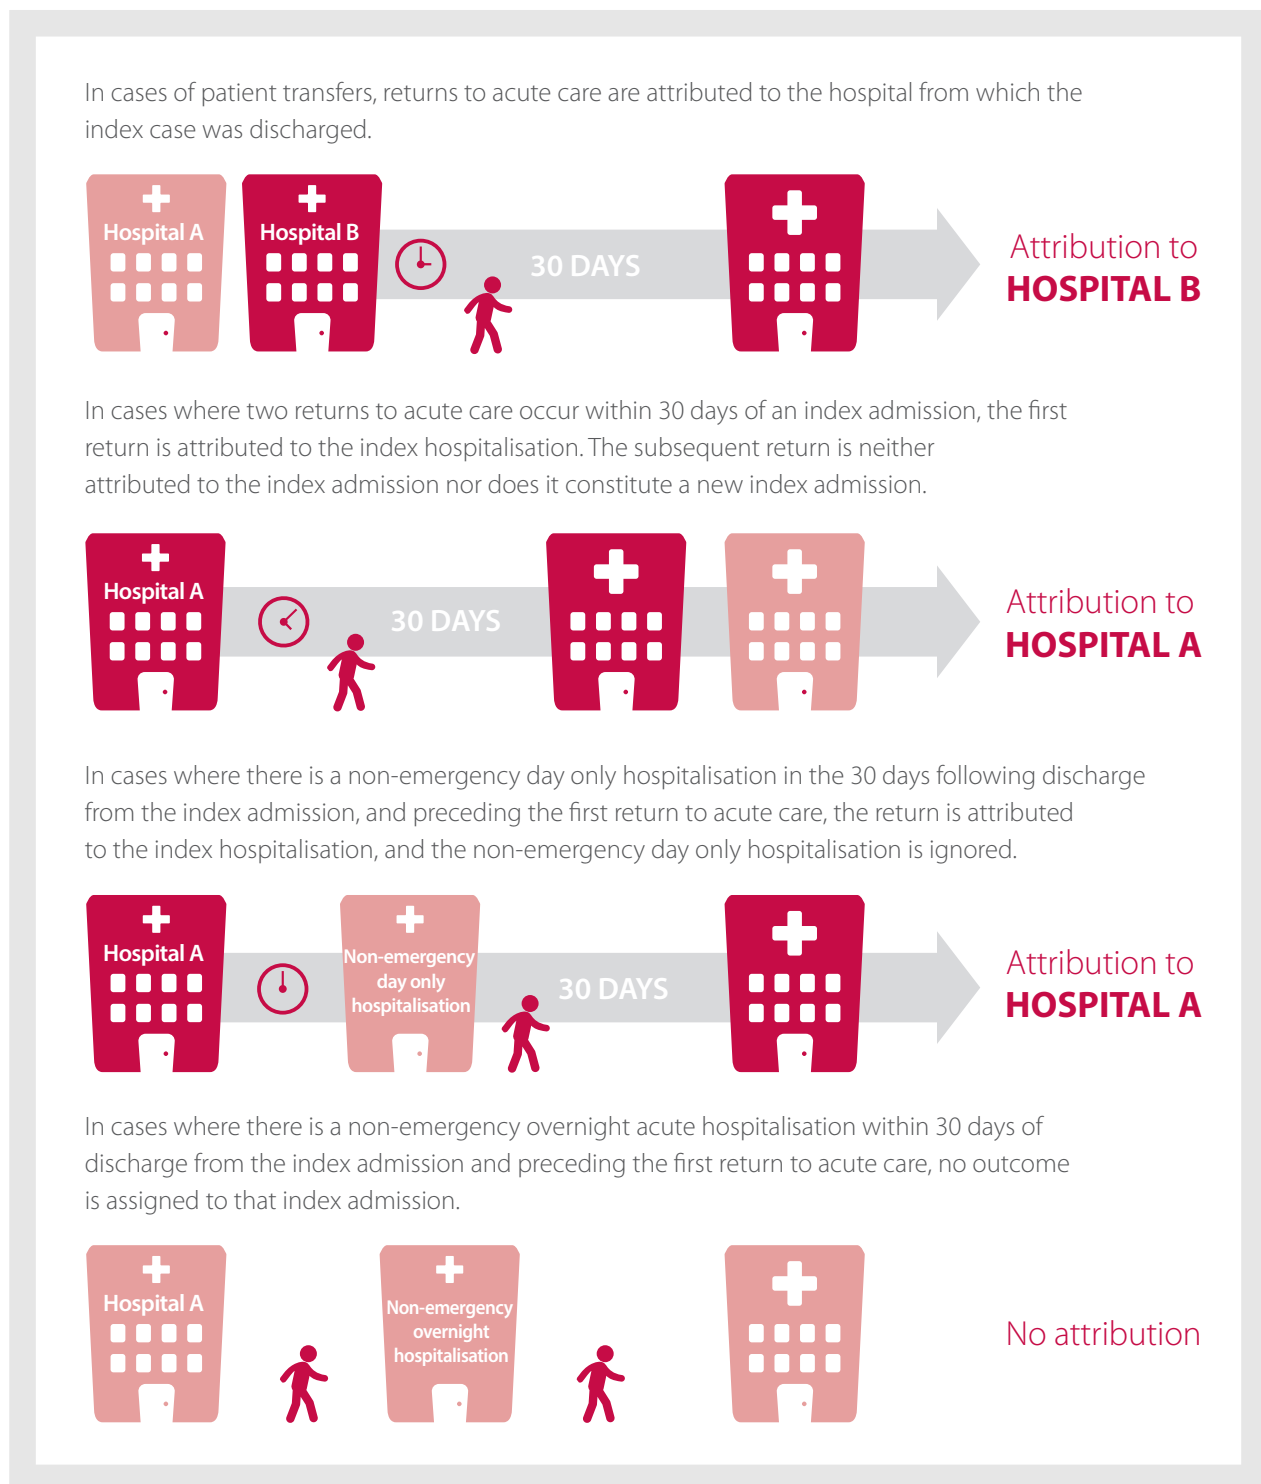 In cases of patient transfers, returns to acute care are attributed to the hospital from which the
index case was discharged.
Hospital A
Hospital B
30 DAYS
Attribution to
HOSPITAL B
In cases where two returns to acute care occur within 30 days of an index admission, the first
return is attributed to the index hospitalisation. The subsequent return is neither
attributed to the index admission nor does it constitute a new index admission.
Hospital A
30 DAYS
Attribution to
HOSPITAL A
In cases where there is a non-emergency day only hospitalisation in the 30 days following discharge
from the index admission, and preceding the first return to acute care, the return is attributed
to the index hospitalisation, and the non-emergency day only hospitalisation is ignored.
Hospital A
Non-emergency
day only
hospitalisation
30 DAYS
Attribution to
HOSPITAL A
In cases where there is a non-emergency overnight acute hospitalisation within 30 days of
discharge from the index admission and preceding the first return to acute care, no outcome
is assigned to that index admission.
Hospital A
Non-emergency
overnight
hospitalisation
No attribution